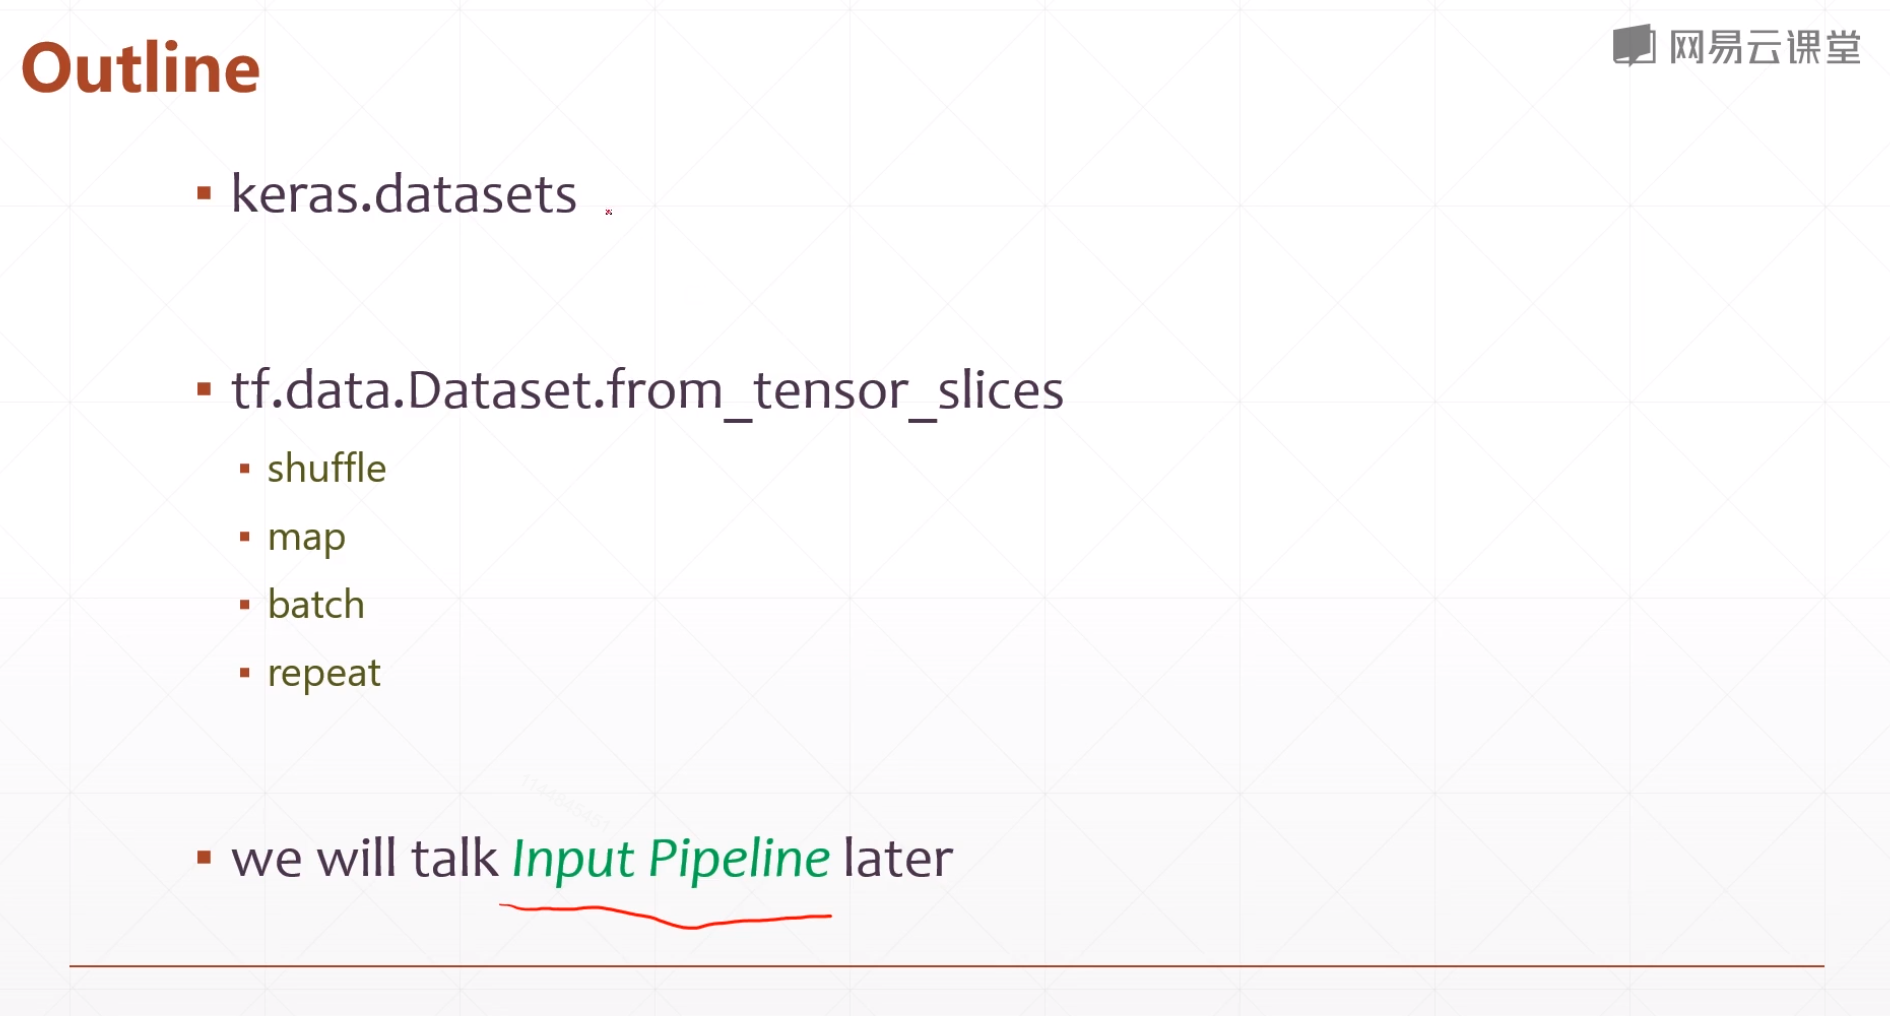 Outline
网易云课堂
keras.datasets
tf.data.Dataset.from_tensor_slices
shuffle
map
batch
repeat
we will talk Input Pipeline later